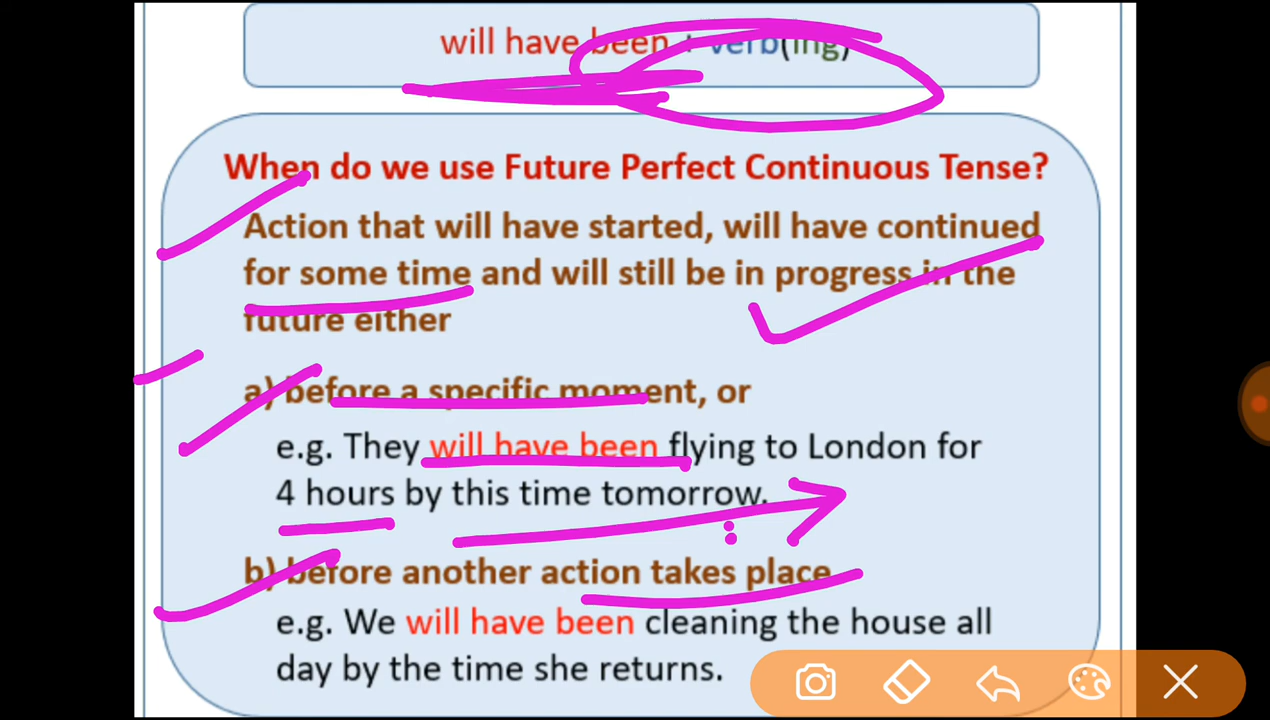 will have been + verb(ing)
When do we use Future Perfect Continuous Tense?
Action that will have started, will have continued
for some time and will still be in progress in the
future either
a) before a specific moment, or
e.g. They will have been flying to London for
4 hours by this time tomorrow.
b) before another action takes place
e.g. We will have been cleaning the house all
day by the time she returns.